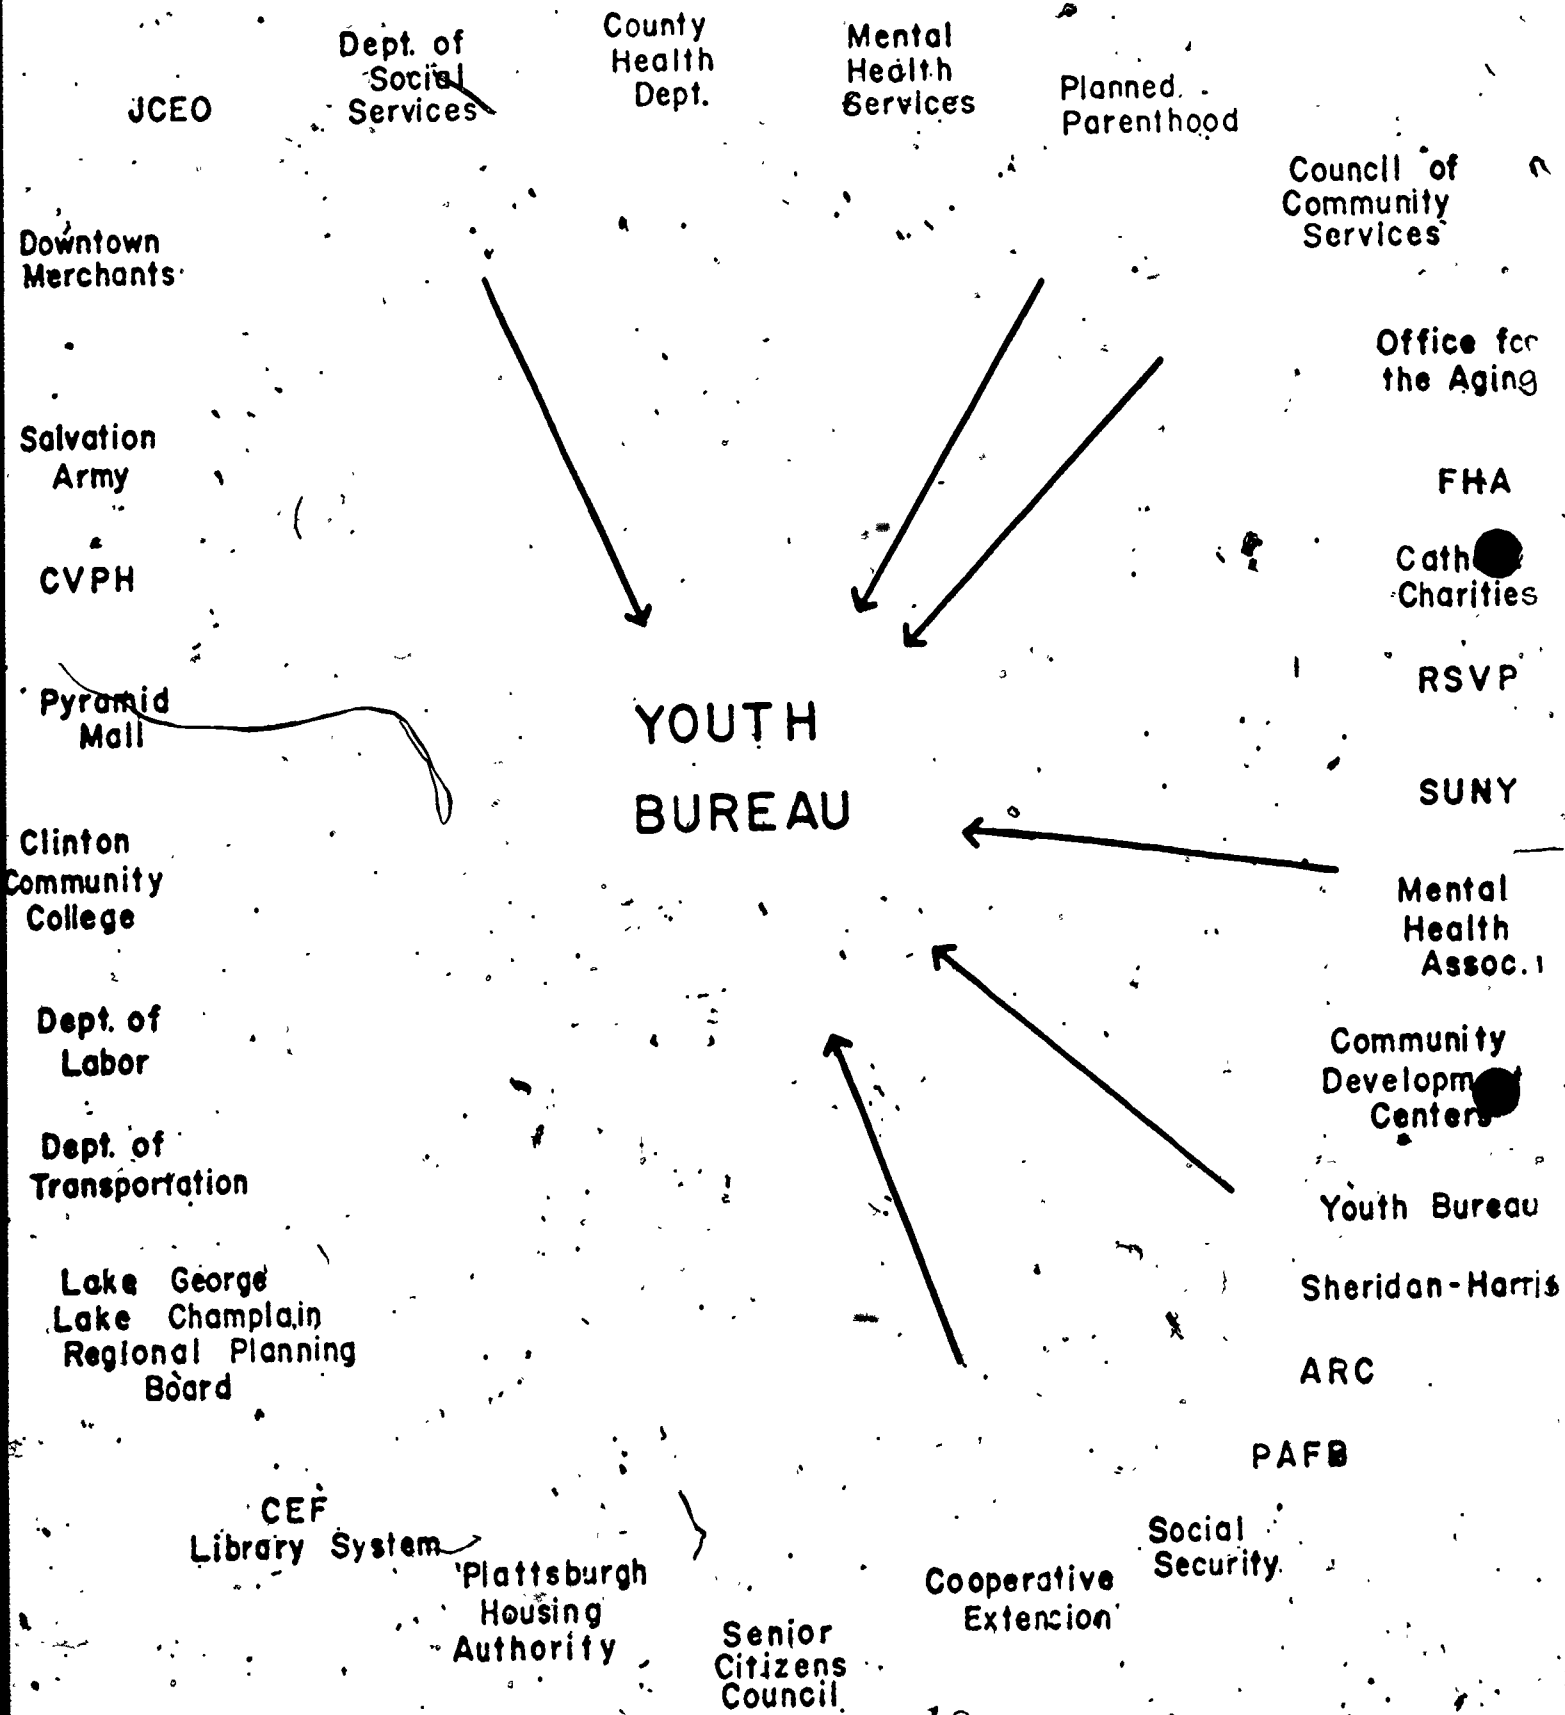 JCEO
Dept. of
Social
Services
County
Health
Dept.
Mental
Health
Services
Planned
Parenthood
Council of
Community
Services
Downtown
Merchants
Office for
the Aging
Salvation
Army
FHA
CVPH
Charities
Pyramid
Mall
RSVP
YOUTH
BUREAU
SUNY
Clinton
Community
College
Mental
Health
Assoc.
Dept. of
Labor
Community
Centers
Dept. of
Transportation
Youth Bureau
Lake George
Lake Champlain
Regional Planning
Board
Sheridan-Harris
ARC
PAFB
CEF
Library System
Plattsburgh
Housing
Authority
Senior
Citizens
Council
Cooperative
Extension
Social
Security